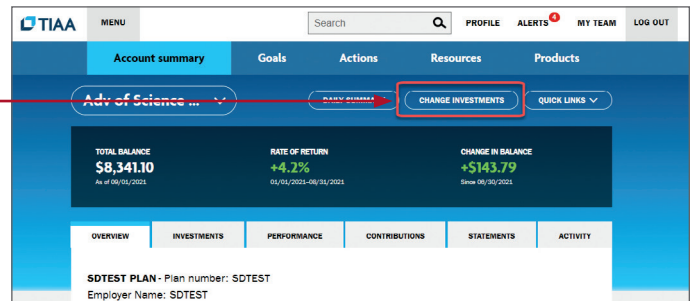 TIAA MENU Search PROFILE ALERTS 4 MY TEAM LOG OUT
Account summary Goals Actions Resources Products
Adv of Science ... DAILY SUMMARY CHANGE INVESTMENTS QUICK LINKS
TOTAL BALANCE RATE OF RETURN CHANGE IN BALANCE
$8,341.10 +4.2% +$143.79
As of 09/01/2021 01/01/2021-08/31/2021 Since 08/30/2021
OVERVIEW INVESTMENTS PERFORMANCE CONTRIBUTIONS STATEMENTS ACTIVITY
SDTEST PLAN - Plan number: SDTEST
Employer Name: SDTEST